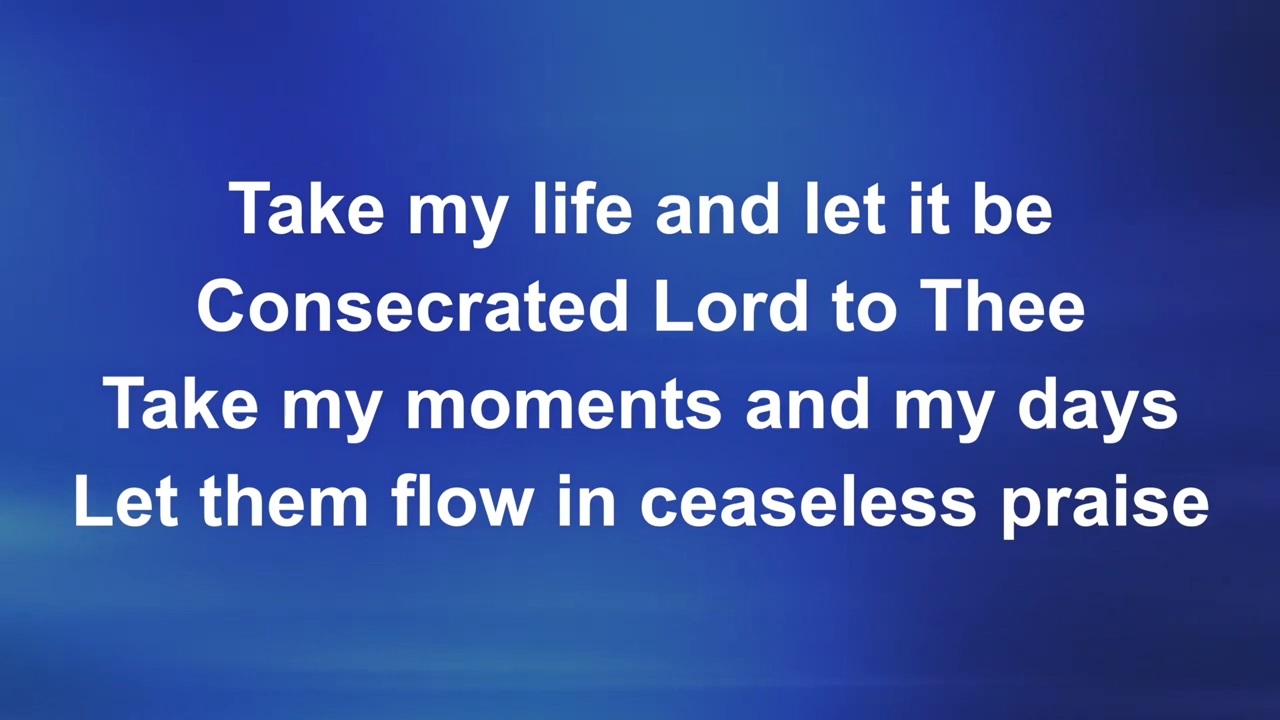 Take my life and let it be
Consecrated Lord to Thee
Take my moments and my days
Let them flow in ceaseless praise